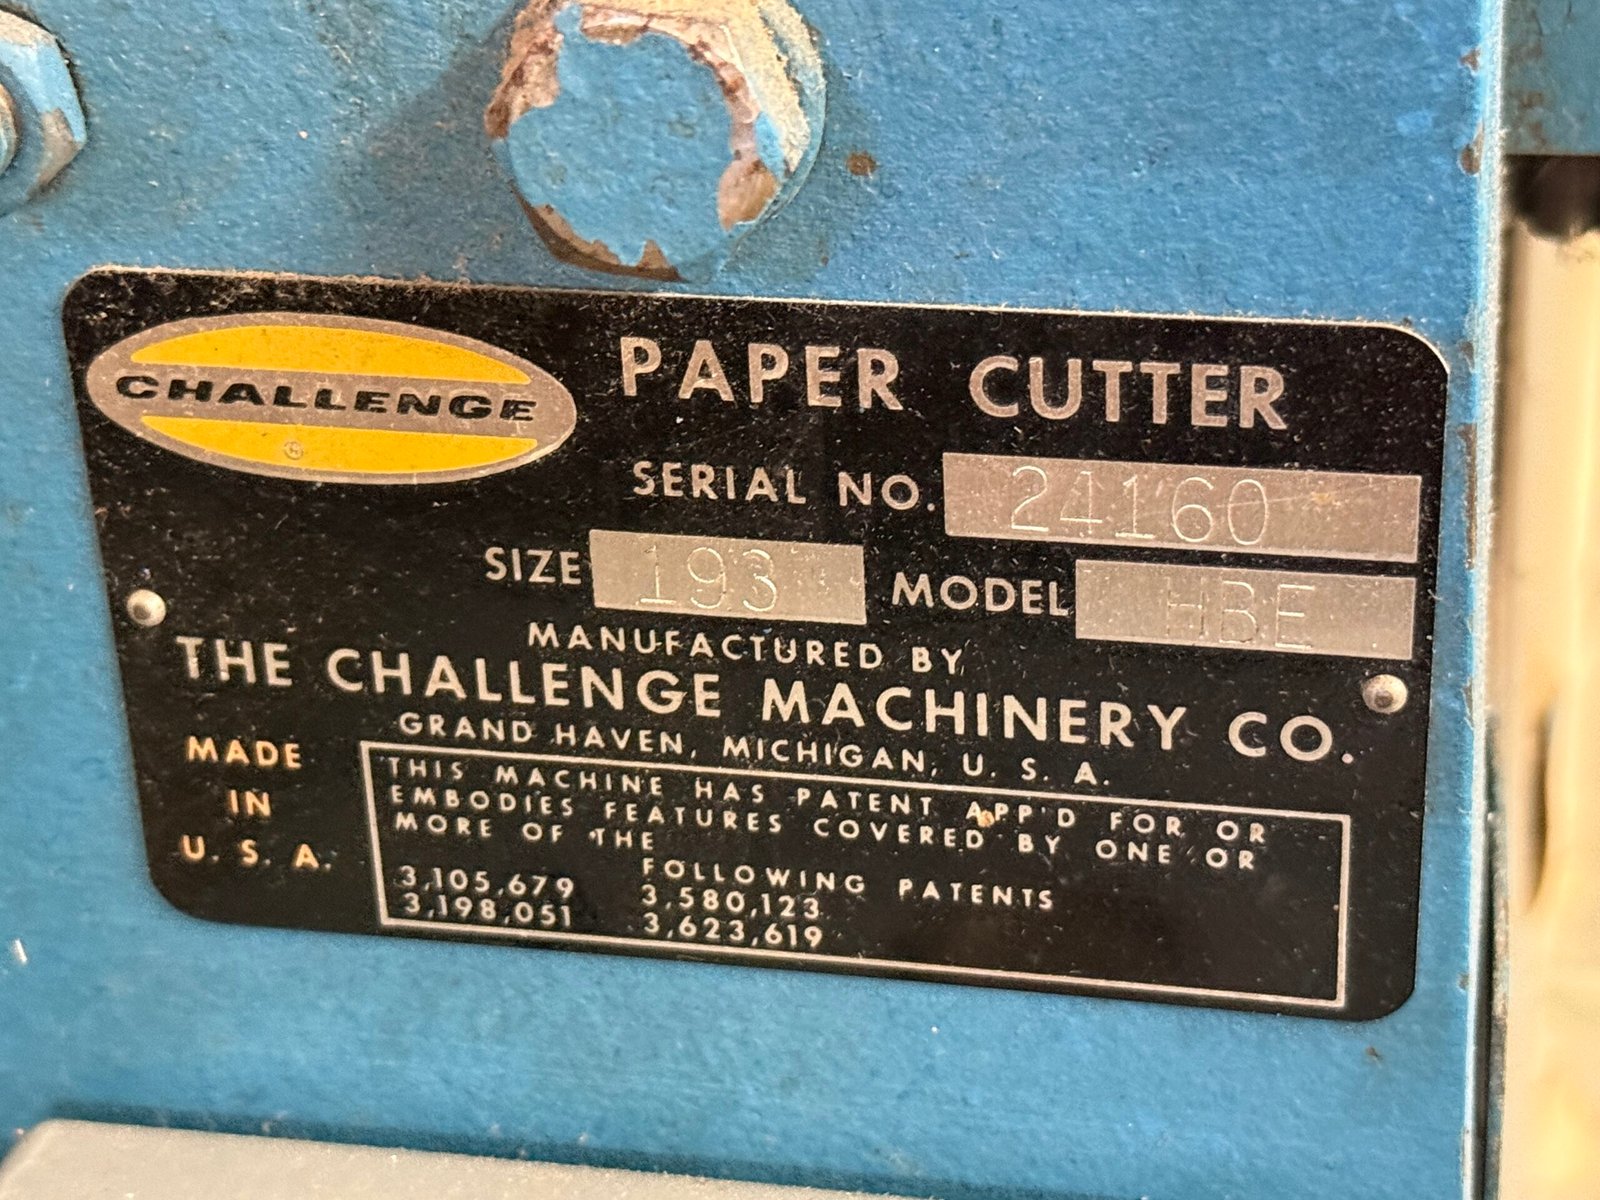 CHALLENGE
®
PAPER CUTTER
SERIAL NO. 24160
SIZE 193 MODEL HBE
MANUFACTURED BY
THE CHALLENGE MACHINERY CO.
GRAND HAVEN, MICHIGAN, U. S. A.
MADE
IN
U. S. A.
THIS MACHINE HAS PATENT APP'D FOR OR
EMBODIES FEATURES COVERED BY ONE OR
MORE OF THE
FOLLOWING PATENTS
3,105,679 3,580,123
3,198,051 3,623,619